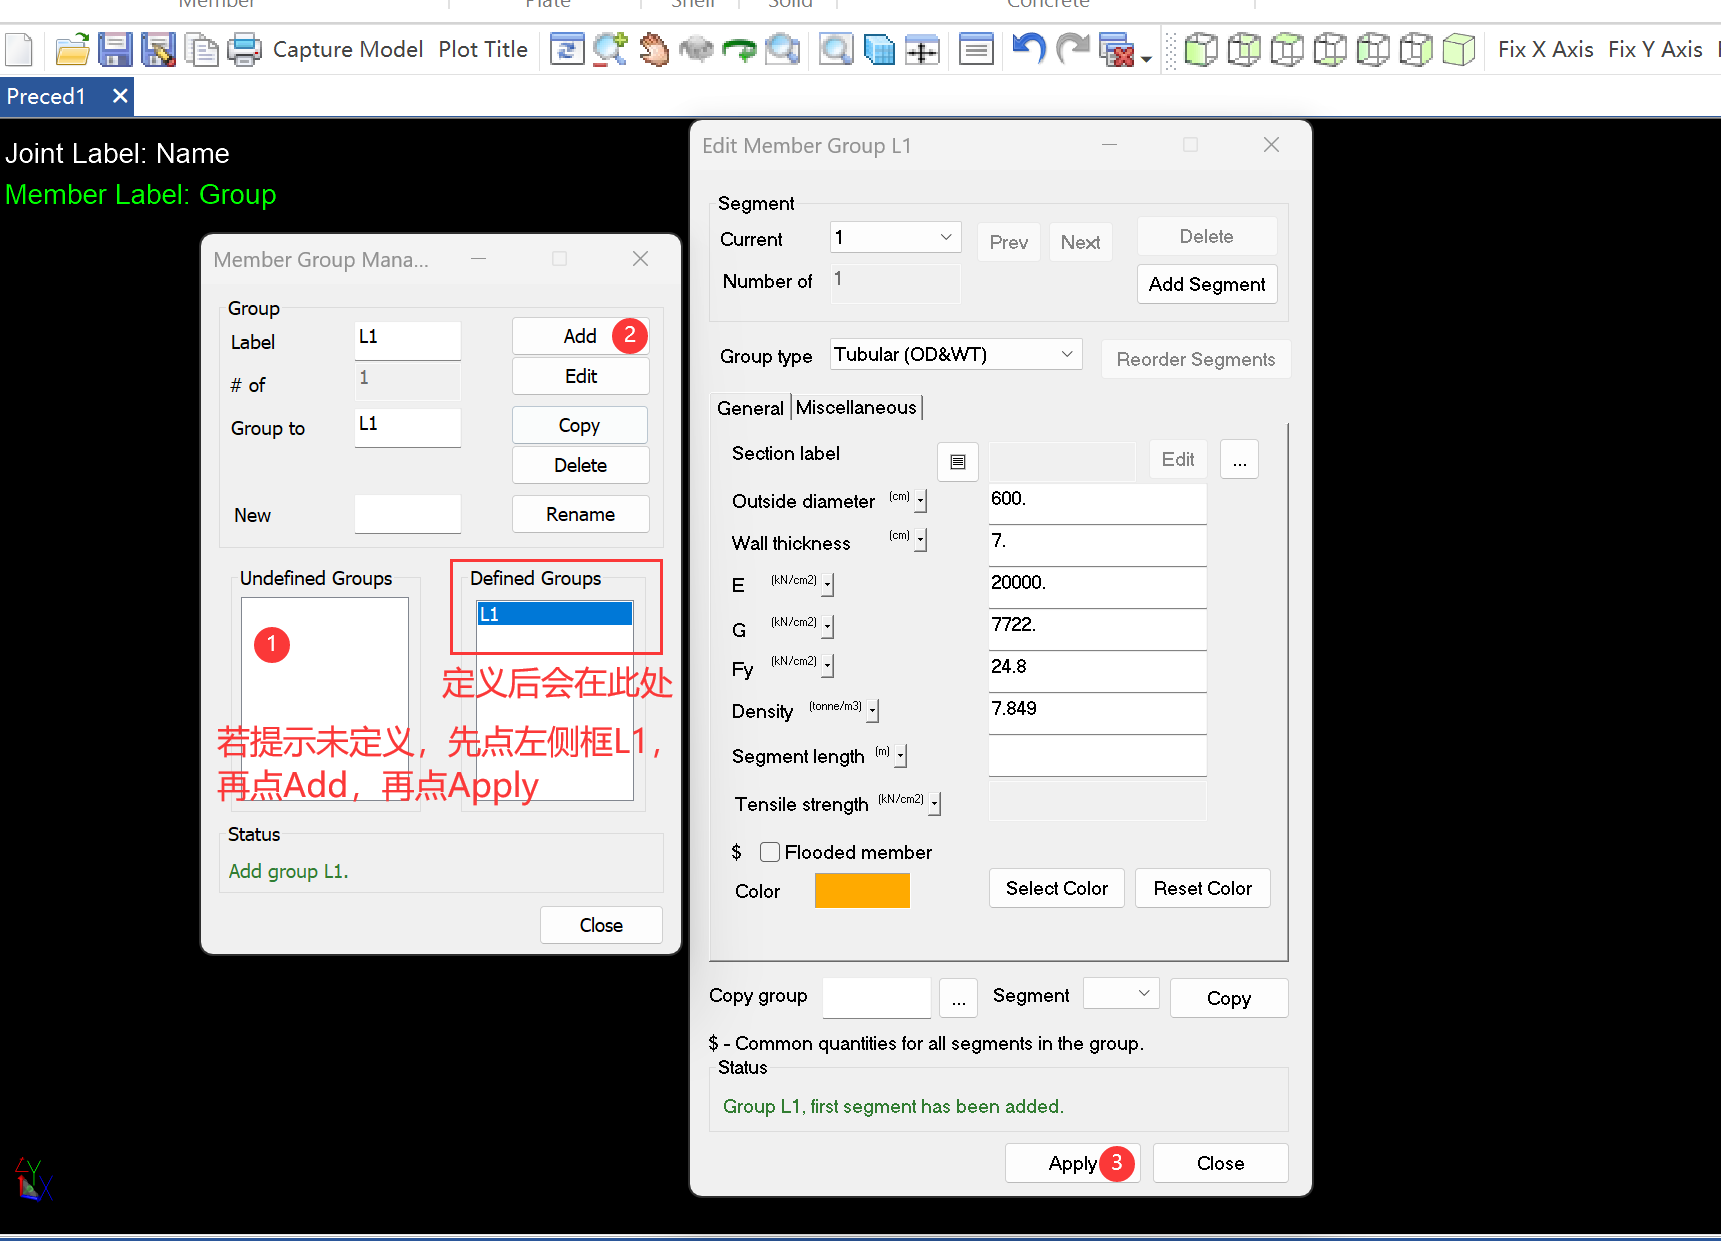 Member Plate Shell Solid Concrete
Capture Model Plot Title Fix X Axis Fix Y Axis
Preced1
Joint Label: Name
Member Label: Group
Member Group Mana...
Group
Label L1 Add 2
# of 1 Edit
Group to L1 Copy
Delete
New Rename
Undefined Groups Defined Groups
L1
1
定义后会在此处
若提示未定义，先点左侧框L1，
再点Add，再点Apply
Status
Add group L1.
Close
Edit Member Group L1
Segment
Current 1 Prev Next Delete
Number of 1 Add Segment
Group type Tubular (OD&WT) Reorder Segments
General Miscellaneous
Section label Edit ...
Outside diameter (cm) 600.
Wall thickness (cm) 7.
E (kN/cm2) 20000.
G (kN/cm2) 7722.
Fy (kN/cm2) 24.8
Density (tonne/m3) 7.849
Segment length (m)
Tensile strength (kN/cm2)
$ Flooded member
Color Select Color Reset Color
Copy group ... Segment Copy
$ - Common quantities for all segments in the group.
Status
Group L1, first segment has been added.
Apply 3 Close
Z Y X